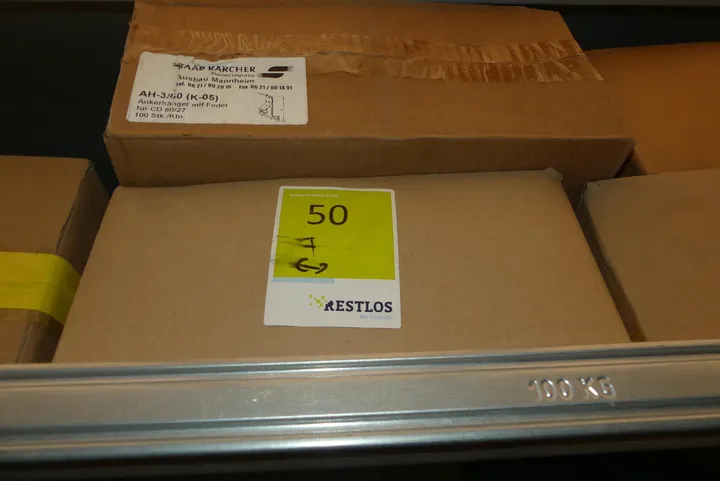 RAAB KARCHER
Ausbau Mannheim
AH-3/60 (K-05)
Ankerhänger mit Feder
für CD 60/27
100 Stk./Ktn.
50
RESTLOS
100 KG